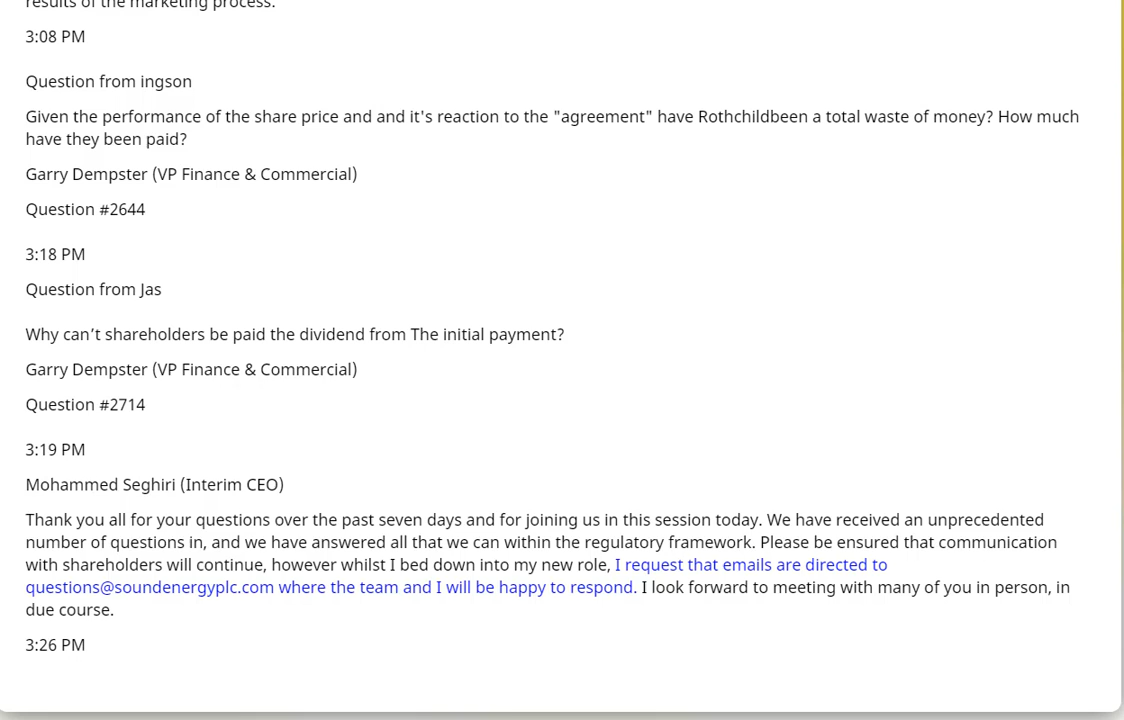 results of the marketing process.
3:08 PM
Question from ingson
Given the performance of the share price and and it's reaction to the "agreement" have Rothchildbeen a total waste of money? How much
have they been paid?
Garry Dempster (VP Finance & Commercial)
Question #2644
3:18 PM
Question from Jas
Why can’t shareholders be paid the dividend from The initial payment?
Garry Dempster (VP Finance & Commercial)
Question #2714
3:19 PM
Mohammed Seghiri (Interim CEO)
Thank you all for your questions over the past seven days and for joining us in this session today. We have received an unprecedented
number of questions in, and we have answered all that we can within the regulatory framework. Please be ensured that communication
with shareholders will continue, however whilst I bed down into my new role, I request that emails are directed to
questions@soundenergyplc.com where the team and I will be happy to respond. I look forward to meeting with many of you in person, in
due course.
3:26 PM